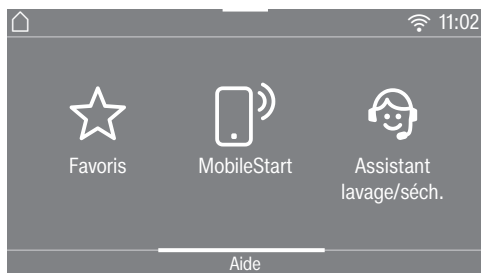 11:02
Favoris
MobileStart
Assistant
lavage/séch.
Aide